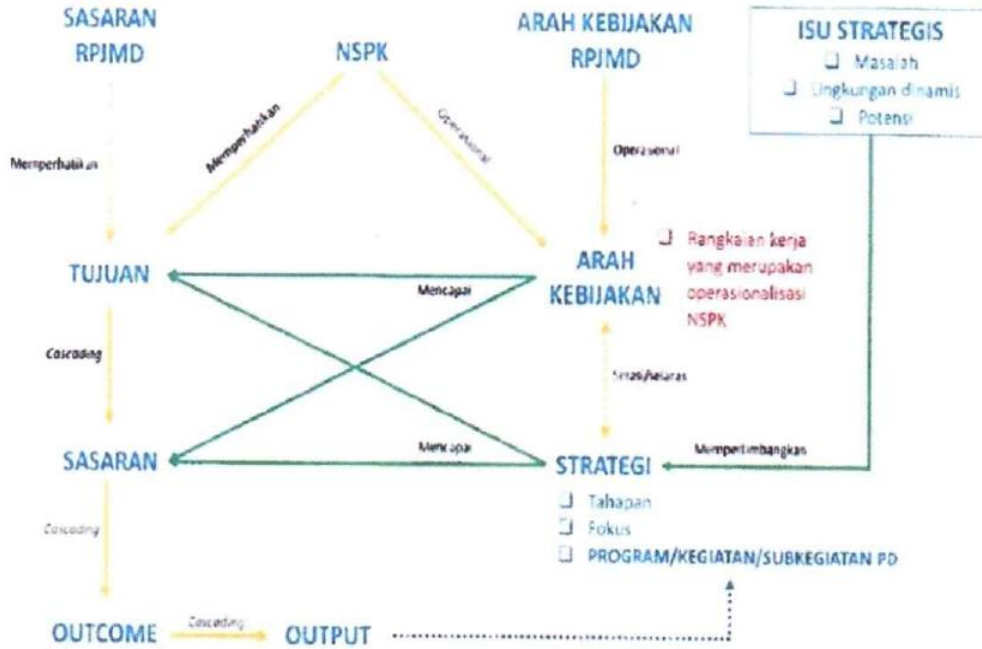 SASARAN
RPJMD
NSPK
ARAH KEBIJAKAN
RPJMD
ISU STRATEGIS
Masalah
Lingkungan dinamis
Potensi
Memperhatikan
Memperhatikan
Operasional
Operasional
TUJUAN
Mencapai
ARAH
KEBIJAKAN
Rangkaian kerja
yang merupakan
operasionalisasi
NSPK
Cascading
Serasi/selaras
SASARAN
Mencapai
STRATEGI
Mempertimbangkan
Tahapan
Fokus
PROGRAM/KEGIATAN/SUBKEGIATAN PD
Cascading
OUTCOME
Cascading
OUTPUT